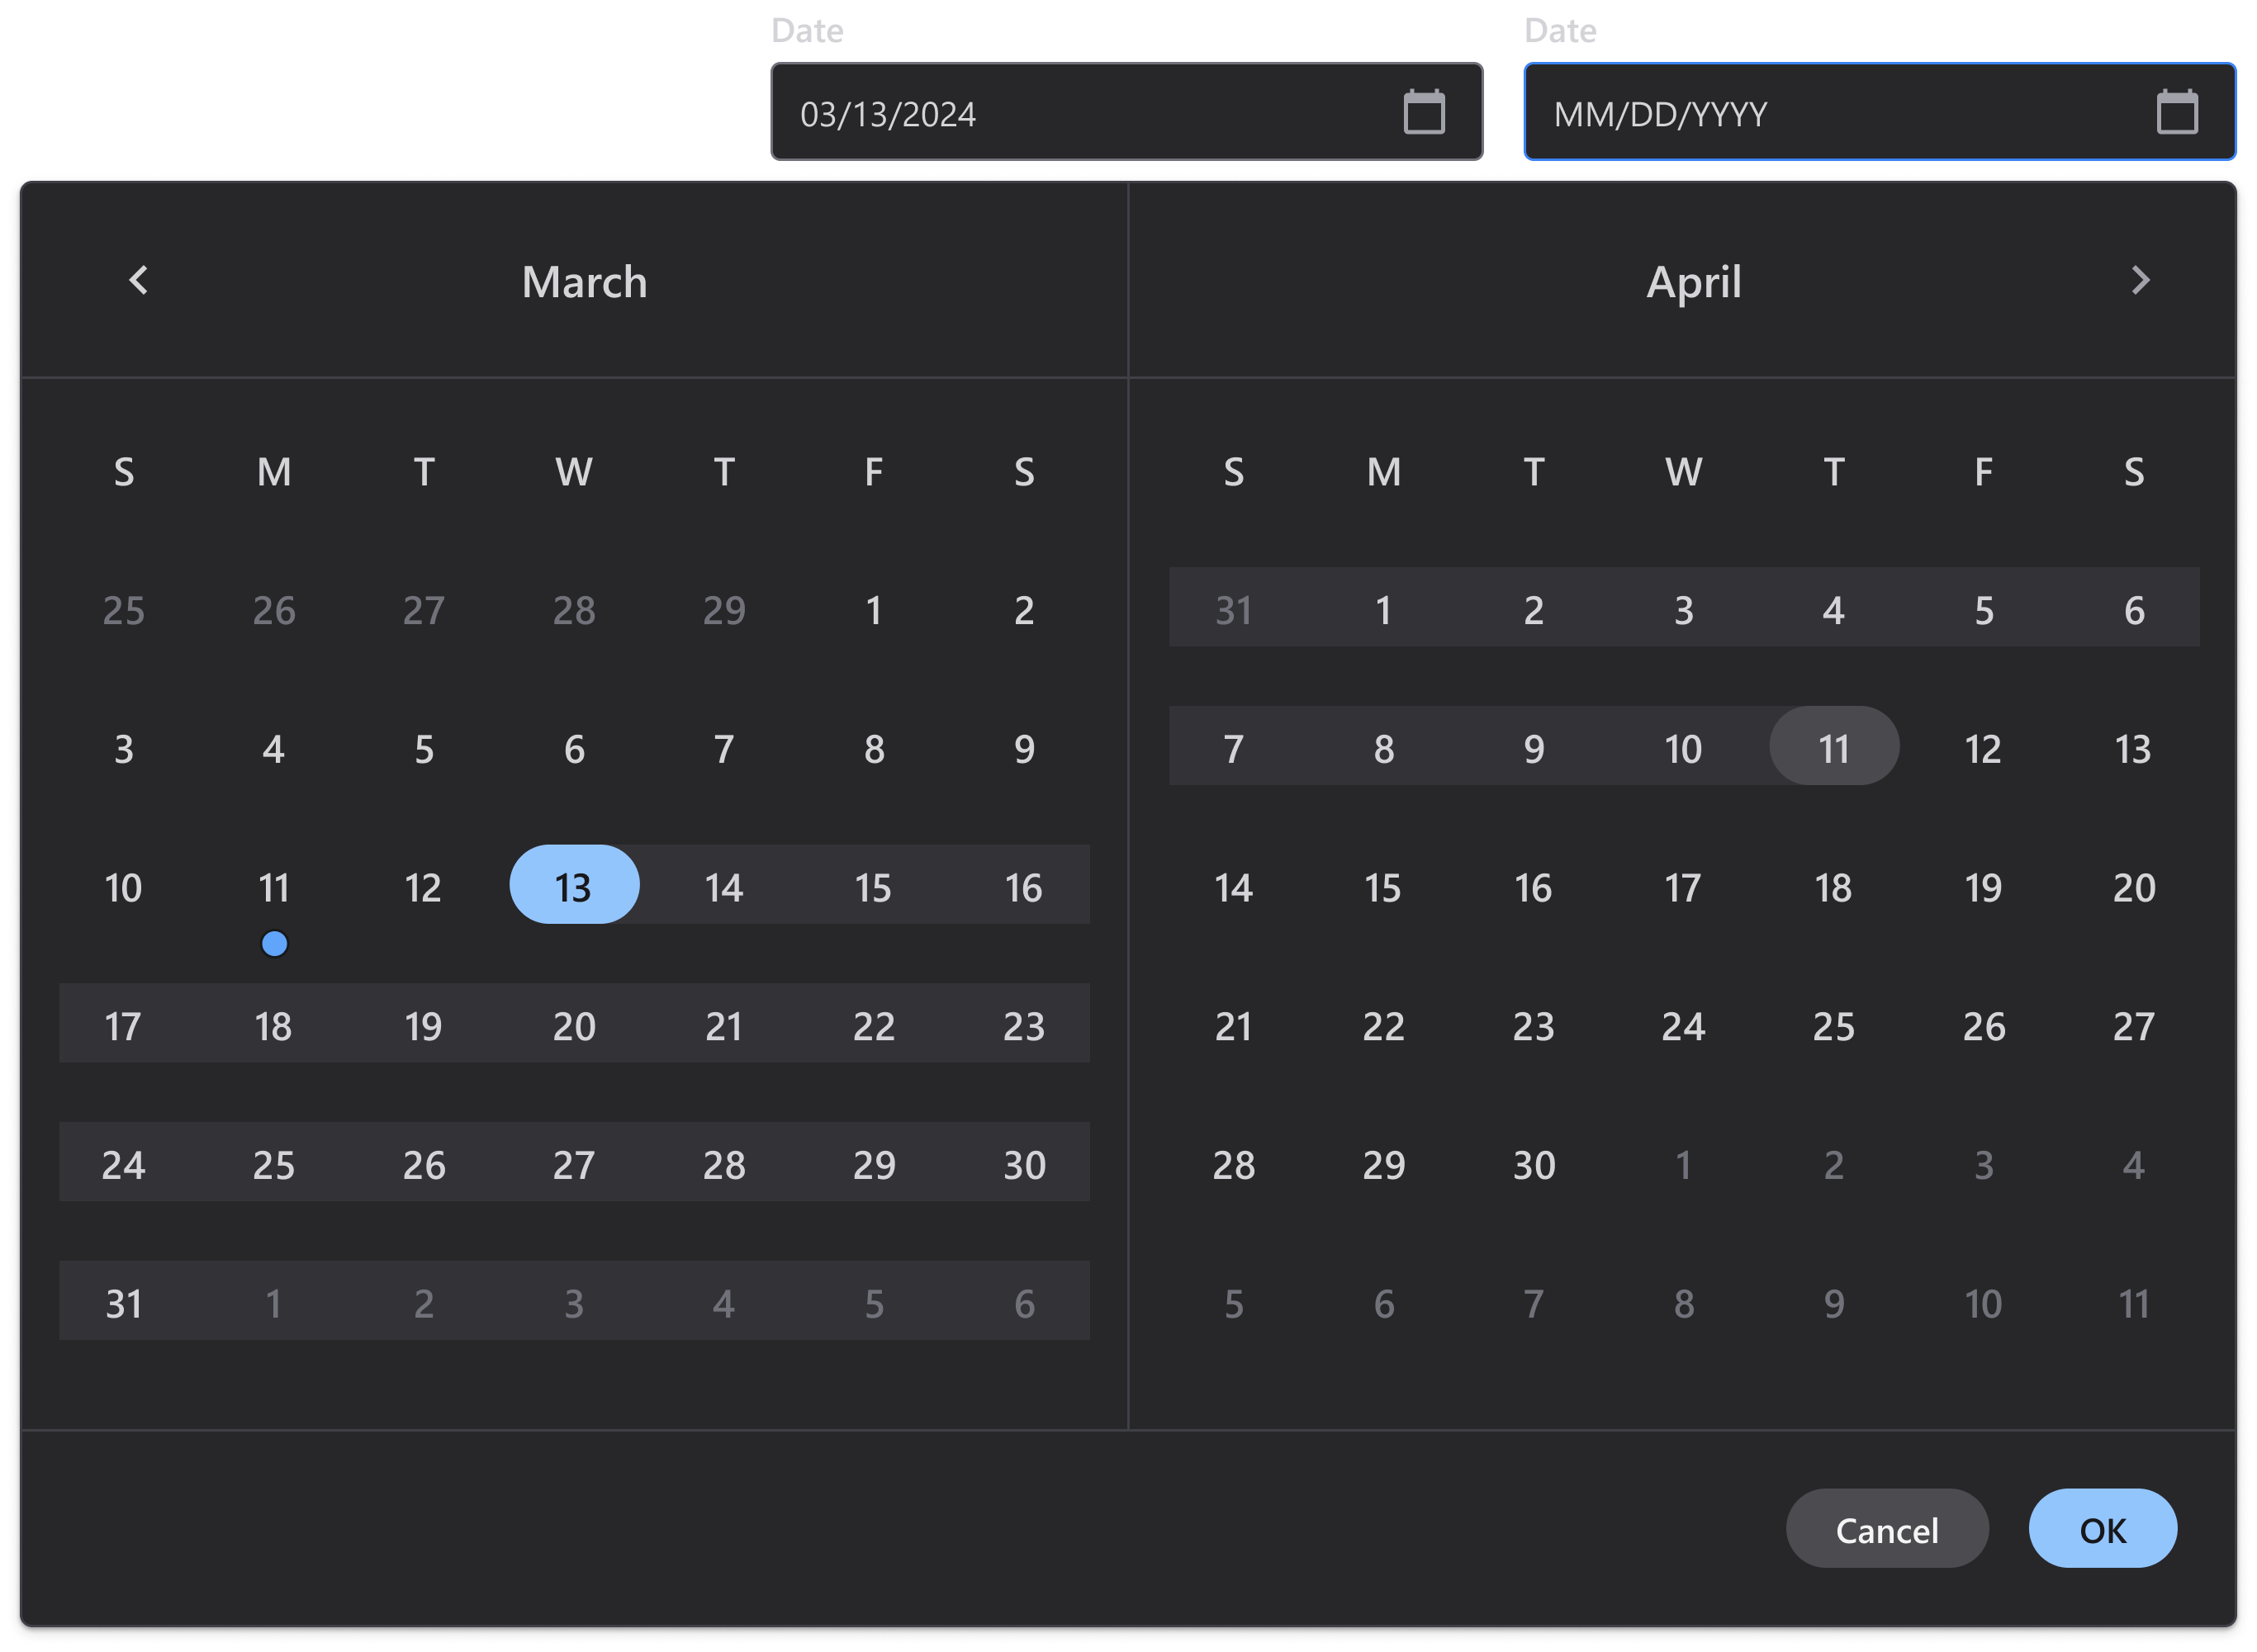 Date Date
03/13/2024 MM/DD/YYYY
March April
S M T W T F S S M T W T F S
25 26 27 28 29 1 2 31 1 2 3 4 5 6
3 4 5 6 7 8 9 7 8 9 10 11 12 13
10 11 12 13 14 15 16 14 15 16 17 18 19 20
17 18 19 20 21 22 23 21 22 23 24 25 26 27
24 25 26 27 28 29 30 28 29 30 1 2 3 4
31 1 2 3 4 5 6 5 6 7 8 9 10 11
Cancel OK